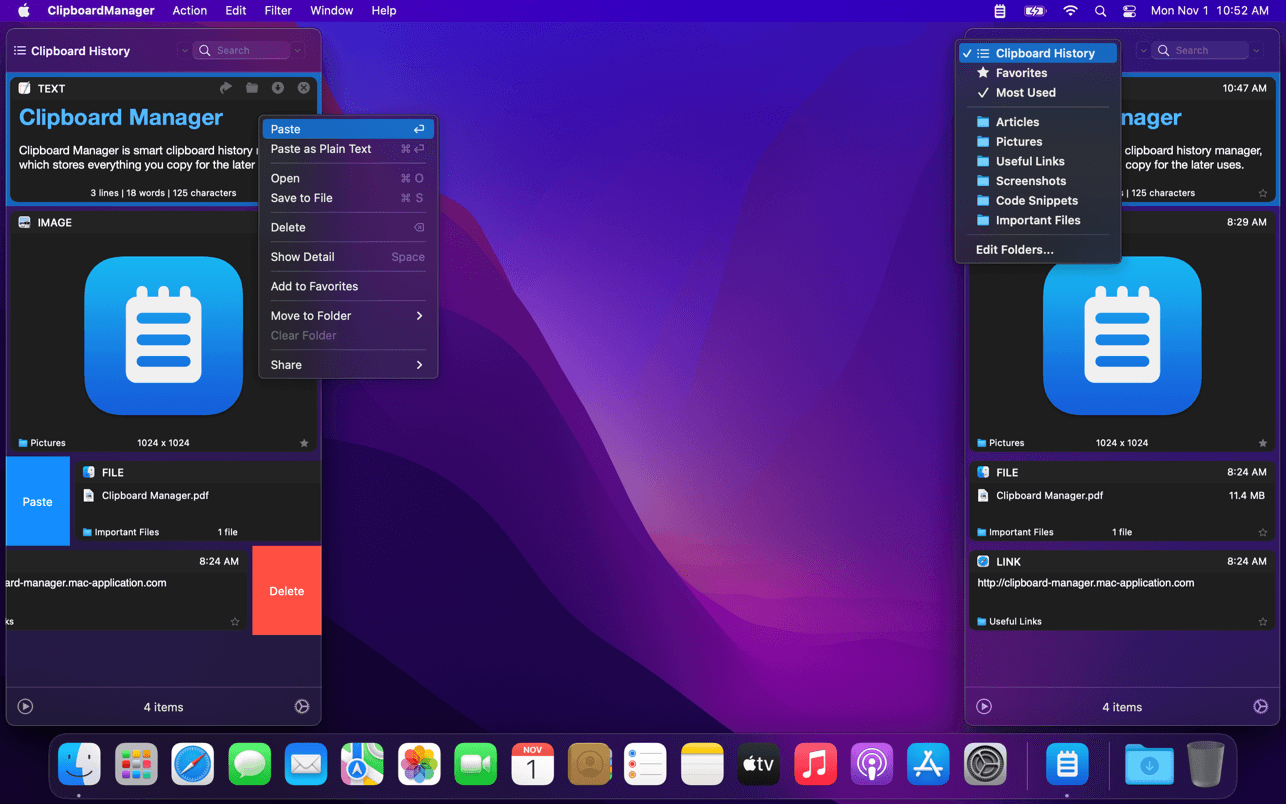 ClipboardManager Action Edit Filter Window Help Mon Nov 1 10:52 AM
Clipboard History
Search
TEXT
Clipboard Manager
Clipboard Manager is smart clipboard history
which stores everything you copy for the later
3 lines | 18 words | 125 characters
IMAGE
Pictures 1024 x 1024
Paste
FILE
Clipboard Manager.pdf
Important Files 1 file
8:24 AM
ard-manager.mac-application.com
ks
Delete
4 items
Paste
Paste as Plain Text ⌘ ↩
Open ⌘ O
Save to File ⌘ S
Delete
Show Detail Space
Add to Favorites
Move to Folder
Clear Folder
Share
Search
Clipboard History
Favorites
Most Used
Articles
Pictures
Useful Links
Screenshots
Code Snippets
Important Files
Edit Folders...
10:47 AM
nager
clipboard history manager,
copy for the later uses.
| 125 characters
8:29 AM
Pictures 1024 x 1024
FILE 8:24 AM
Clipboard Manager.pdf 11.4 MB
Important Files 1 file
LINK 8:24 AM
http://clipboard-manager.mac-application.com
Useful Links
4 items
NOV
1
tv